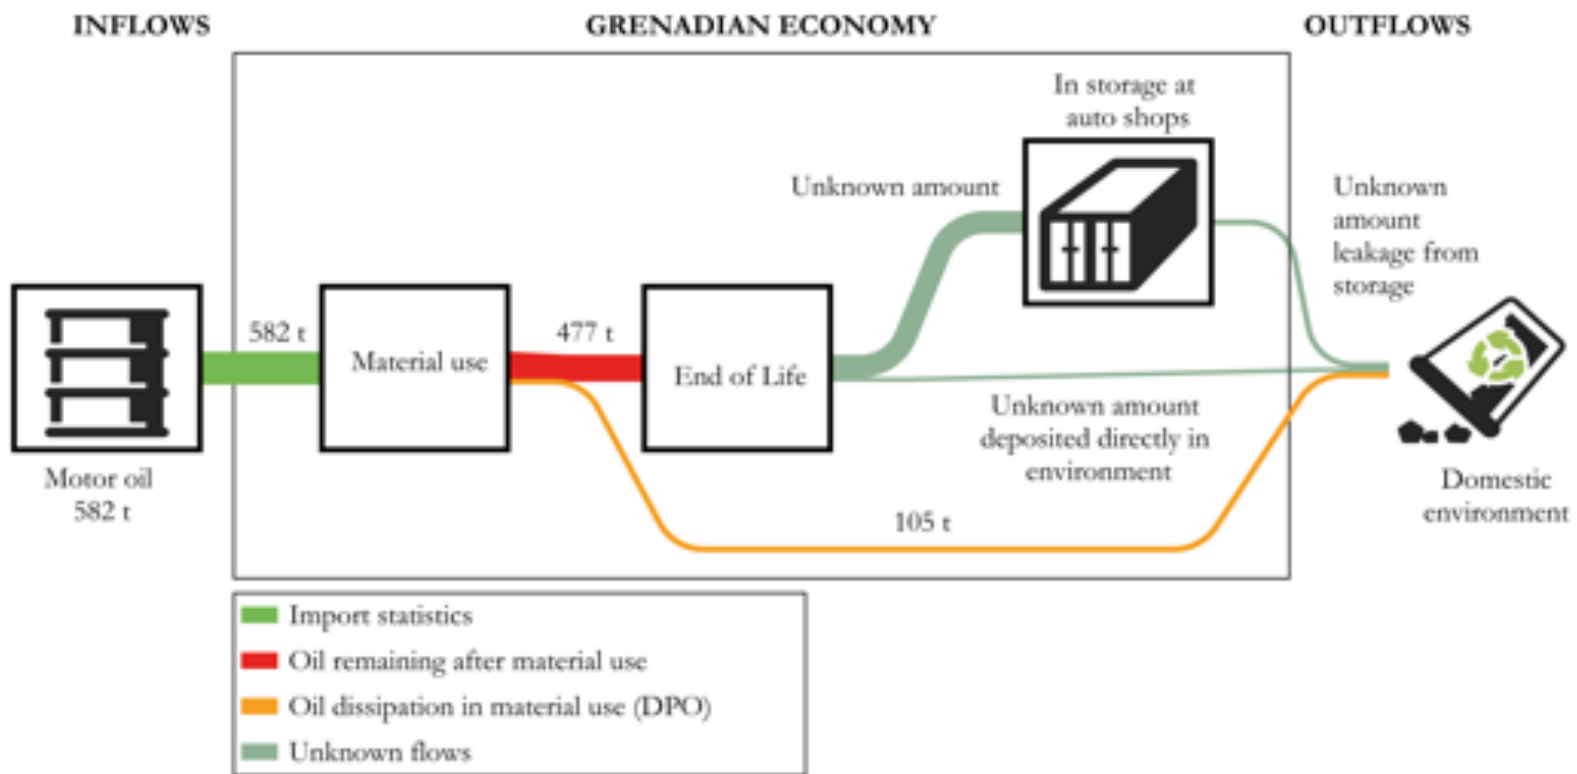 INFLOWS
GRENADIAN ECONOMY
OUTFLOWS
In storage at
auto shops
Unknown amount
Unknown
amount
leakage from
storage
582 t
Material use
477 t
End of Life
Motor oil
582 t
Unknown amount
deposited directly in
environment
Domestic
environment
105 t
Import statistics
Oil remaining after material use
Oil dissipation in material use (DPO)
Unknown flows